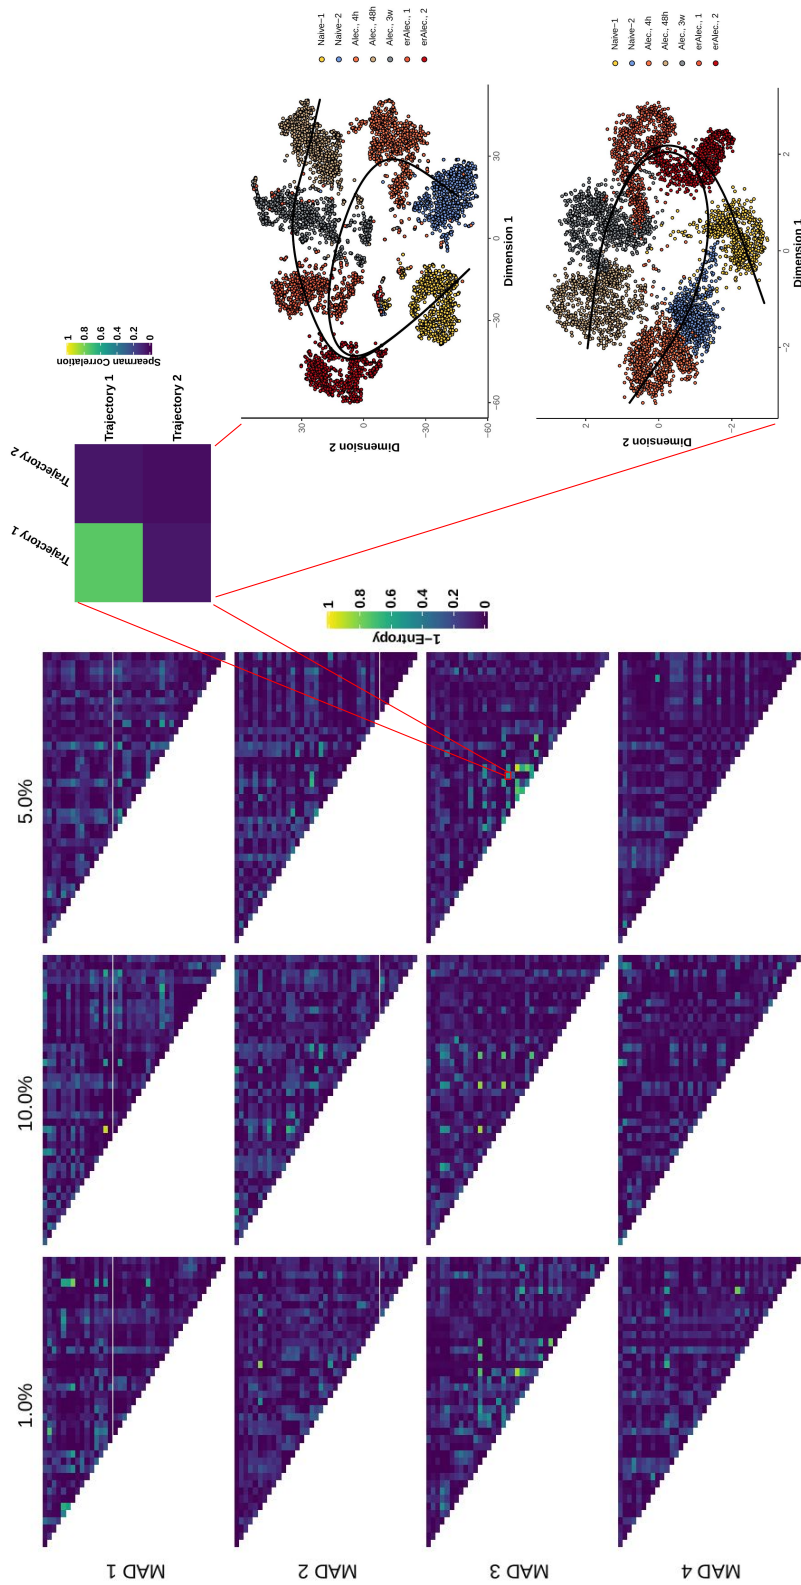 1.0%
10.0%
5.0%
MAD 1
MAD 2
MAD 3
MAD 4
1−Entropy
1
0.8
0.6
0.4
0.2
0
Trajectory 1
Trajectory 2
Trajectory 1
Trajectory 2
Spearman Correlation
1
0.8
0.6
0.4
0.2
0
Dimension 2
30
0
−30
−60
−60
−30
0
30
Dimension 1
Naive−1
Naive−2
Alec., 4h
Alec., 48h
Alec., 3w
erAlec., 1
erAlec., 2
Dimension 2
2
0
−2
−2
0
2
Dimension 1
Naive−1
Naive−2
Alec., 4h
Alec., 48h
Alec., 3w
erAlec., 1
erAlec., 2